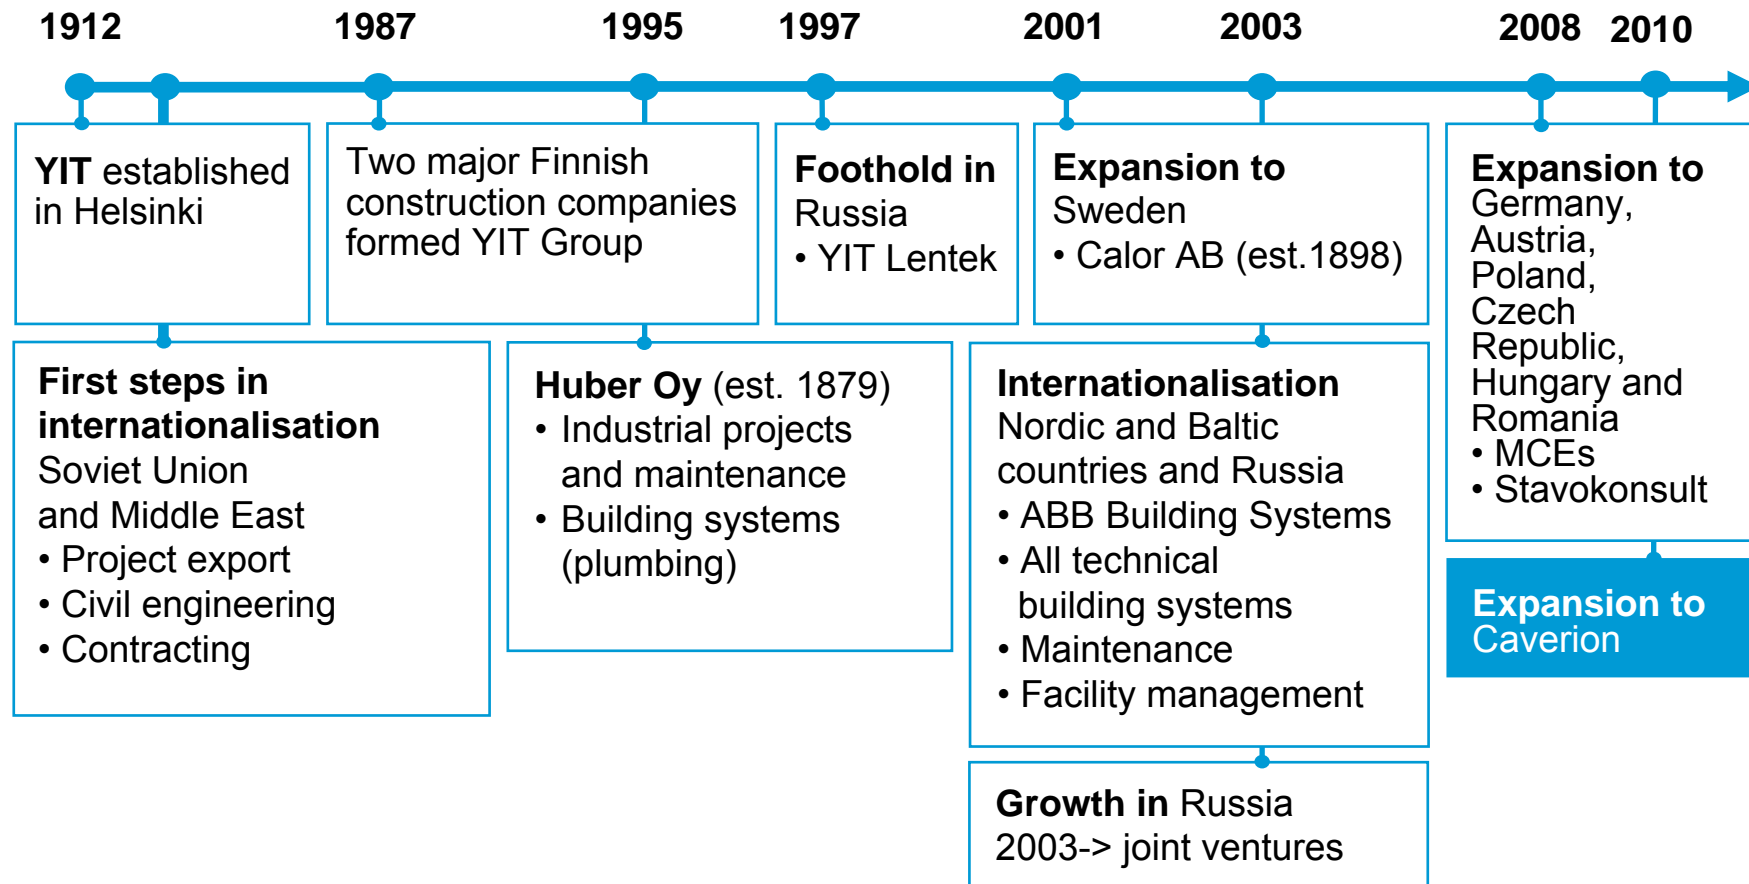 1912
1987
1995
1997
2001
2003
2008
2010
YIT established
in Helsinki
Two major Finnish
construction companies
formed YIT Group
Foothold in
Russia
• YIT Lentek
Expansion to
Sweden
• Calor AB (est.1898)
Expansion to
Germany,
Austria,
Poland,
Czech
Republic,
Hungary and
Romania
• MCEs
• Stavokonsult
First steps in
internationalisation
Soviet Union
and Middle East
• Project export
• Civil engineering
• Contracting
Huber Oy (est. 1879)
• Industrial projects
and maintenance
• Building systems
(plumbing)
Internationalisation
Nordic and Baltic
countries and Russia
• ABB Building Systems
• All technical
building systems
• Maintenance
• Facility management
Expansion to
Caverion
Growth in Russia
2003-> joint ventures